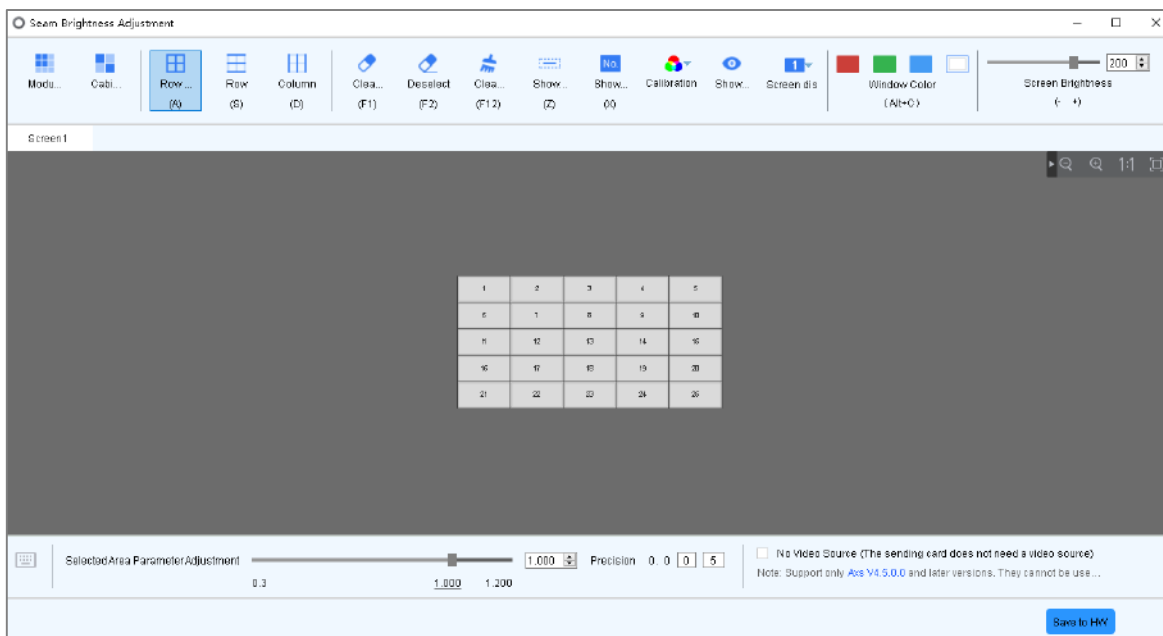 Seam Brightness Adjustment
Modu... Cabi... Row ... Row Column Clea... Deselect Clea... Show... Show... Calibration Show... Screen dis Window Color Screen Brightness 200
(A) (S) (D) (F1) (F2) (F12) (Z) (X) (Alt+C) (- +)
No.
1
Screen1
1:1
1 2 3 4 5
6 7 8 9 10
11 12 13 14 15
16 17 18 19 20
21 22 23 24 25
Selected Area Parameter Adjustment 1.000 Precision 0. 0 0 5 No Video Source (The sending card does not need a video source)
0.3 1.000 1.200 Note: Support only Axs V4.5.0.0 and later versions. They cannot be use...
Save to HW